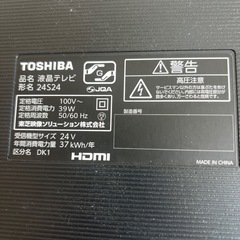 TOSHIBA
品名 液晶テレビ
形名 24S24
JQA
定格電圧 100V~
定格消費電力 39W
定格周波数 50/60 Hz
東芝映像ソリューション株式会社
受信機型サイズ 24V
年間消費電力量 37 kWh/年
区分名 DK1
HDMI
警告
高圧注意
製造番号
MADE IN CHINA